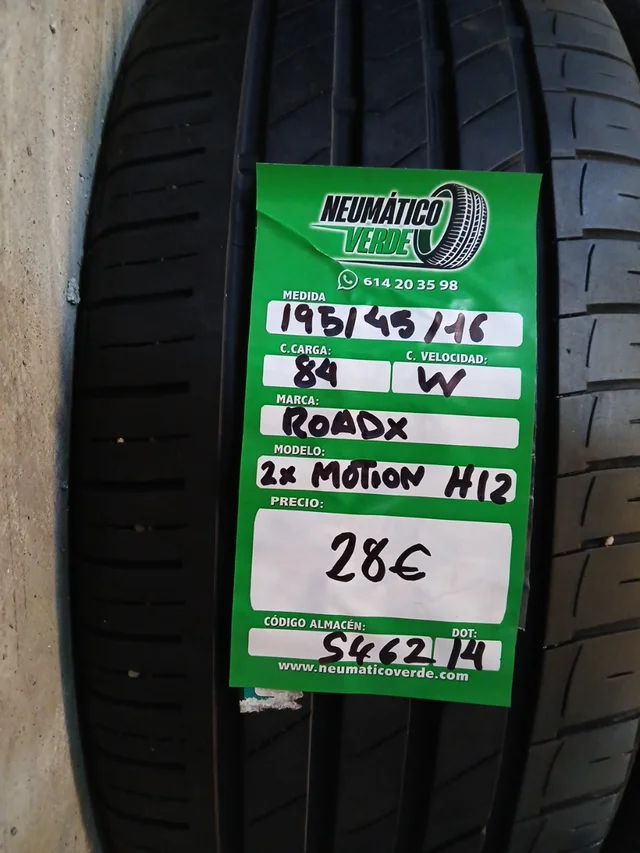 NEUMÁTICO
VERDE
614 20 35 98
MEDIDA
195/45/16
C.CARGA: C. VELOCIDAD:
84 W
MARCA:
ROADX
MODELO:
2x MOTION H12
PRECIO:
28€
CÓDIGO ALMACÉN: DOT:
S462 14
www.neumaticoverde.com